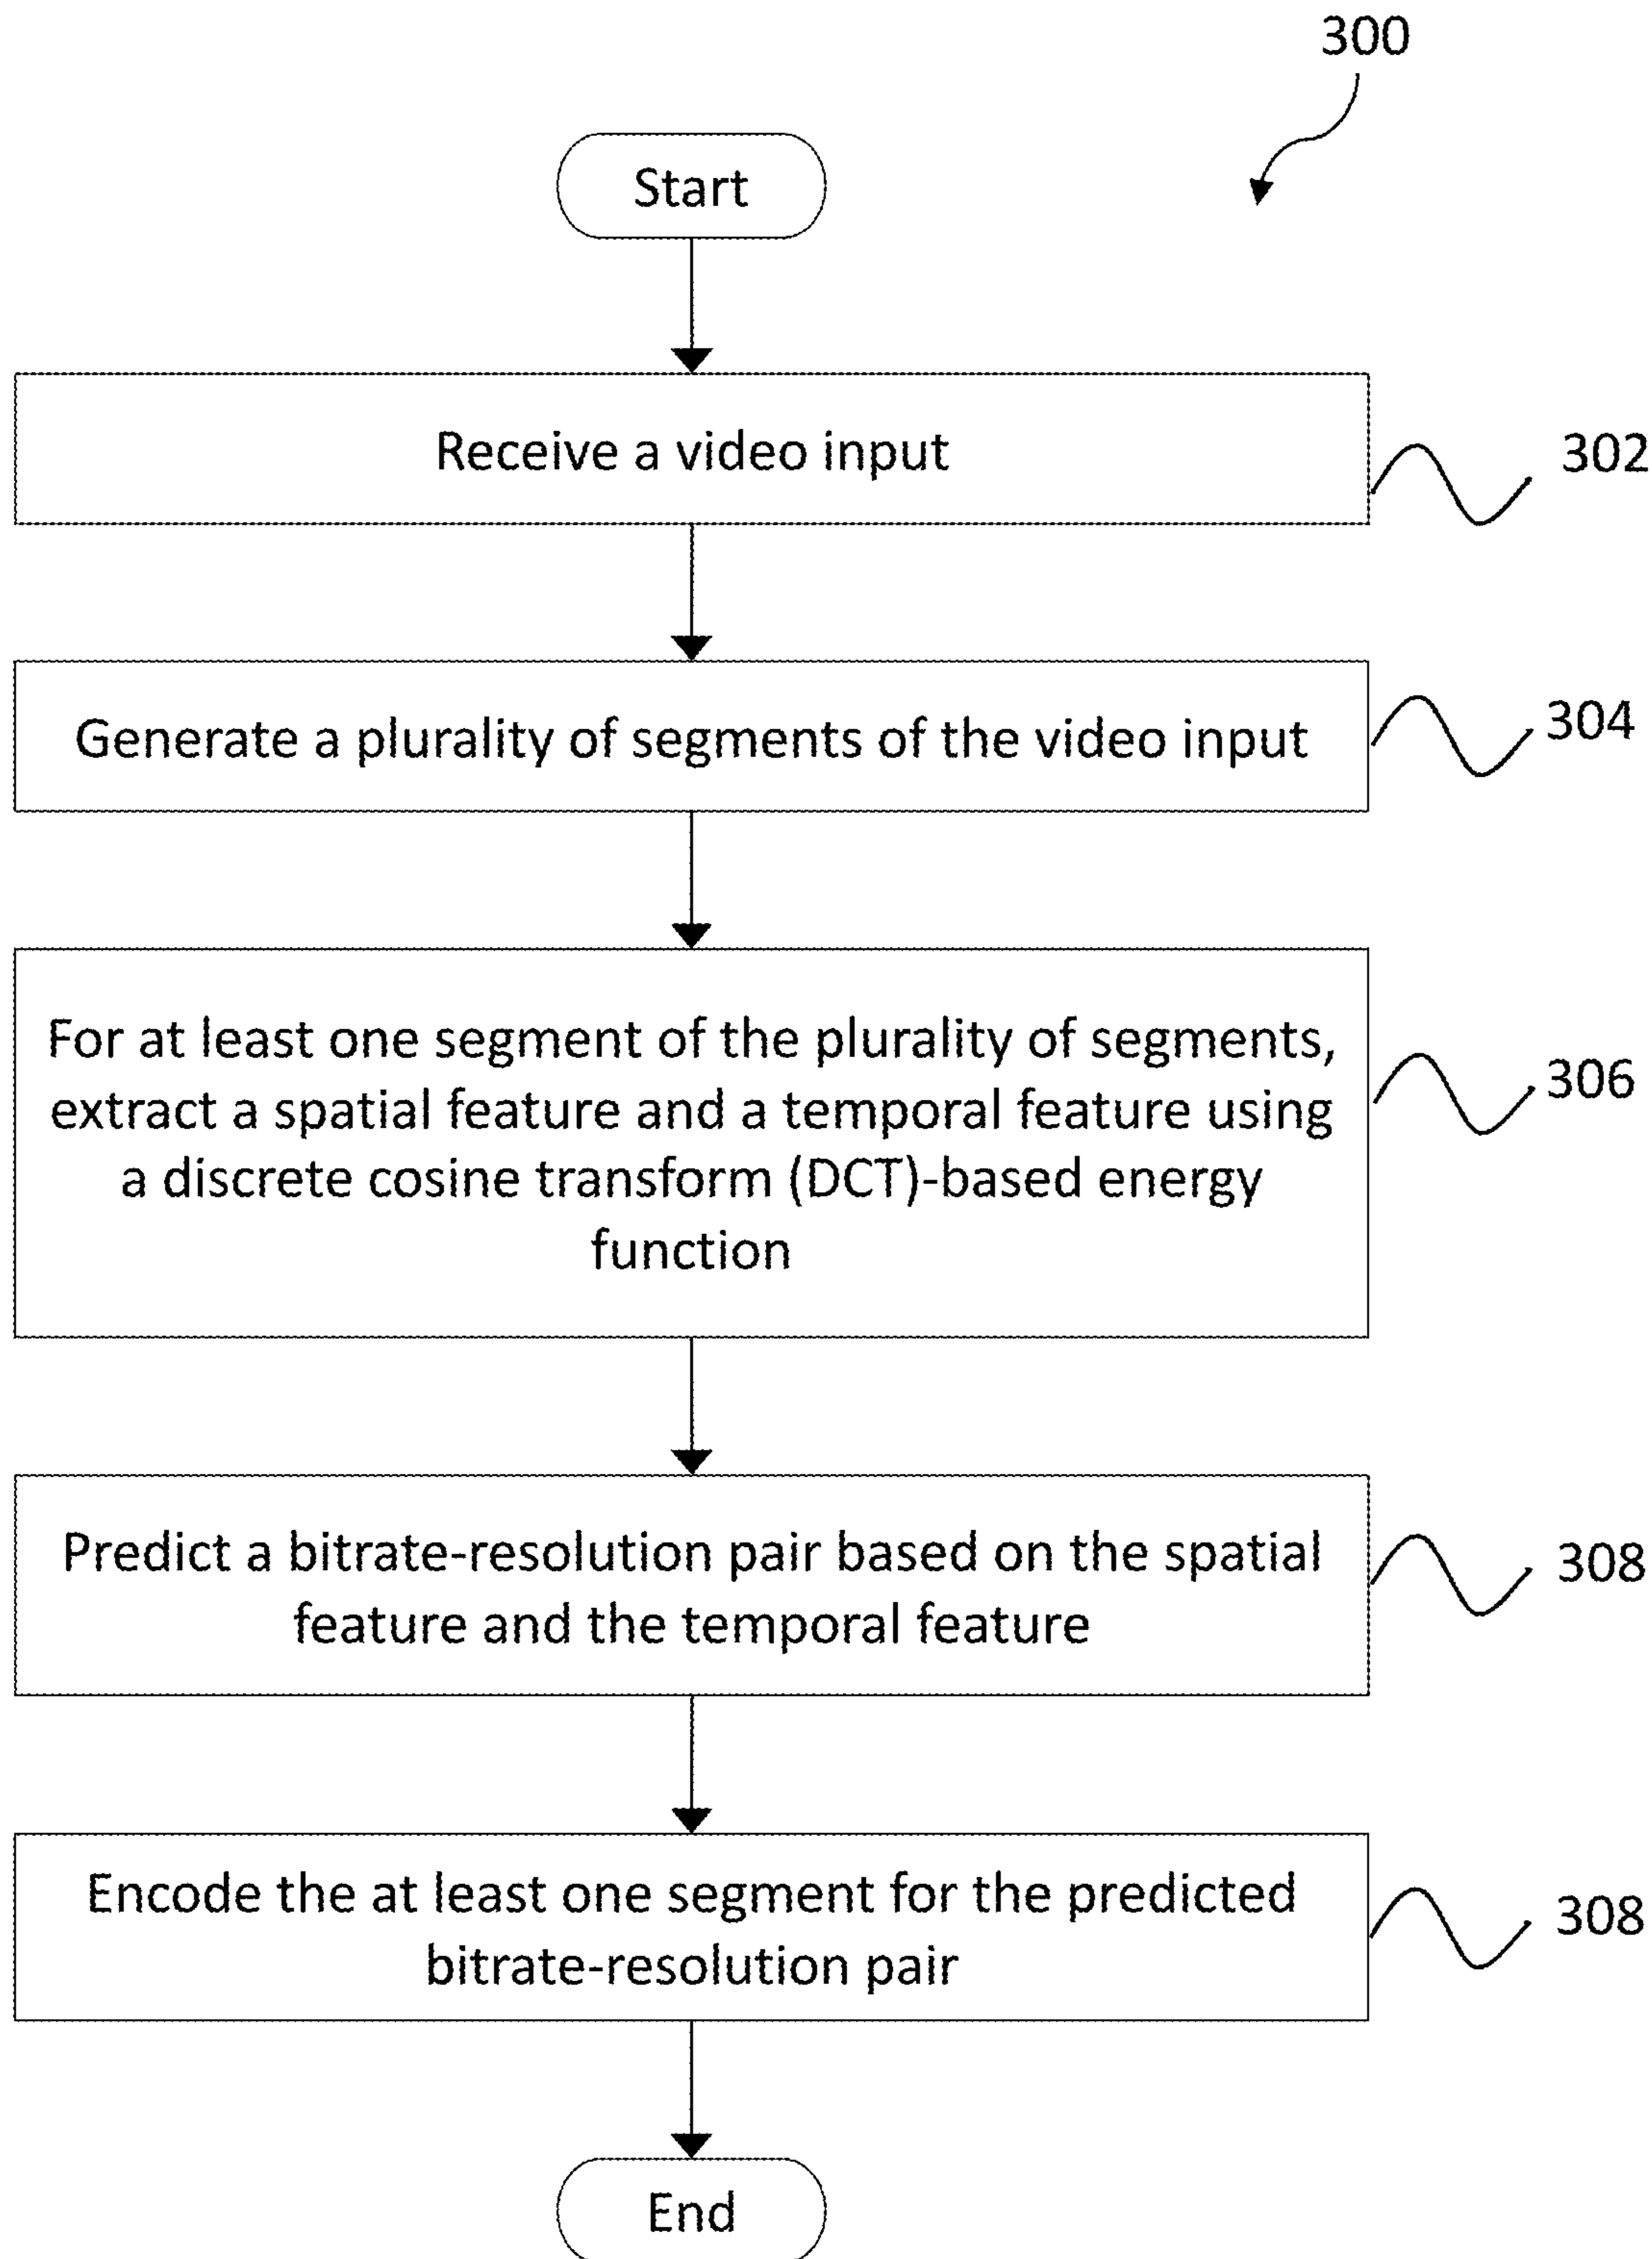 300
Start
Receive a video input
302
Generate a plurality of segments of the video input
304
For at least one segment of the plurality of segments,
extract a spatial feature and a temporal feature using
a discrete cosine transform (DCT)-based energy
function
306
Predict a bitrate-resolution pair based on the spatial
feature and the temporal feature
308
Encode the at least one segment for the predicted
bitrate-resolution pair
308
End